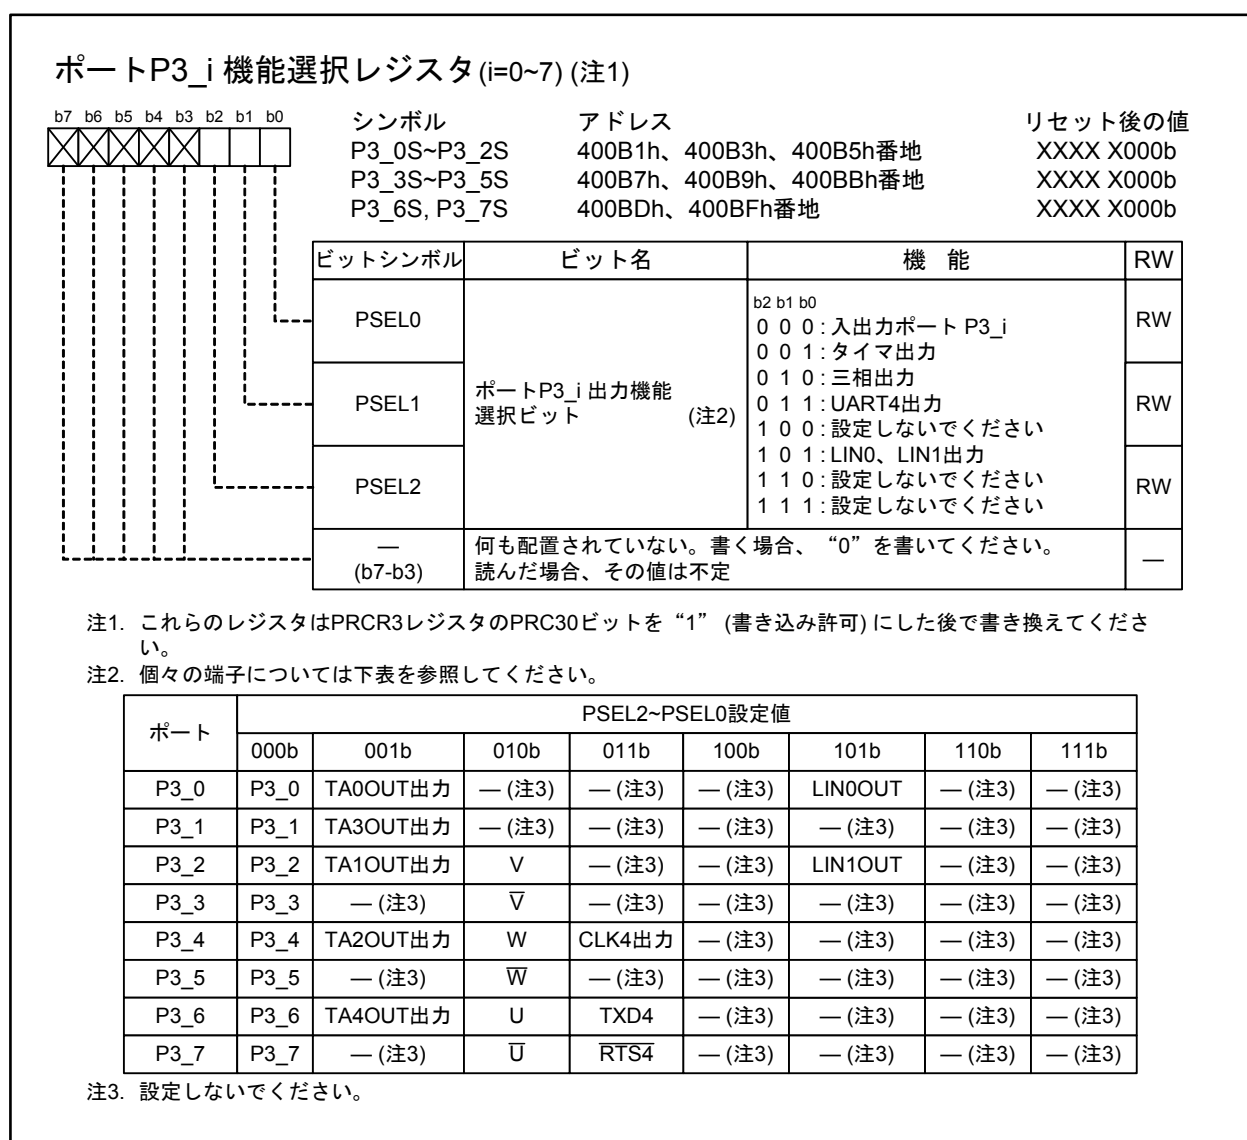 ポートP3_i 機能選択レジスタ(i=0~7) (注1)
b7 b6 b5 b4 b3 b2 b1 b0
シンボル アドレス リセット後の値
P3_0S~P3_2S 400B1h、400B3h、400B5h番地 XXXX X000b
P3_3S~P3_5S 400B7h、400B9h、400BBh番地 XXXX X000b
P3_6S, P3_7S 400BDh、400BFh番地 XXXX X000b
ビットシンボル ビット名 機 能 RW
PSEL0 RW
PSEL1 RW
PSEL2 RW
ポートP3_i 出力機能
選択ビット (注2)
b2 b1 b0
0 0 0 : 入出力ポート P3_i
0 0 1 : タイマ出力
0 1 0 : 三相出力
0 1 1 : UART4出力
1 0 0 : 設定しないでください
1 0 1 : LIN0、LIN1出力
1 1 0 : 設定しないでください
1 1 1 : 設定しないでください
—
(b7-b3)
何も配置されていない。書く場合、“0”を書いてください。
読んだ場合、その値は不定
—
注1. これらのレジスタはPRCR3レジスタのPRC30ビットを“1” (書き込み許可) にした後で書き換えてくださ
い。
注2. 個々の端子については下表を参照してください。
ポート PSEL2~PSEL0設定値
000b 001b 010b 011b 100b 101b 110b 111b
P3_0 P3_0 TA0OUT出力 — (注3) — (注3) — (注3) LIN0OUT — (注3) — (注3)
P3_1 P3_1 TA3OUT出力 — (注3) — (注3) — (注3) — (注3) — (注3) — (注3)
P3_2 P3_2 TA1OUT出力 V — (注3) — (注3) LIN1OUT — (注3) — (注3)
P3_3 P3_3 — (注3) V̅ — (注3) — (注3) — (注3) — (注3) — (注3)
P3_4 P3_4 TA2OUT出力 W CLK4出力 — (注3) — (注3) — (注3) — (注3)
P3_5 P3_5 — (注3) W̅ — (注3) — (注3) — (注3) — (注3) — (注3)
P3_6 P3_6 TA4OUT出力 U TXD4 — (注3) — (注3) — (注3) — (注3)
P3_7 P3_7 — (注3) U̅ R̅T̅S̅4̅ — (注3) — (注3) — (注3) — (注3)
注3. 設定しないでください。